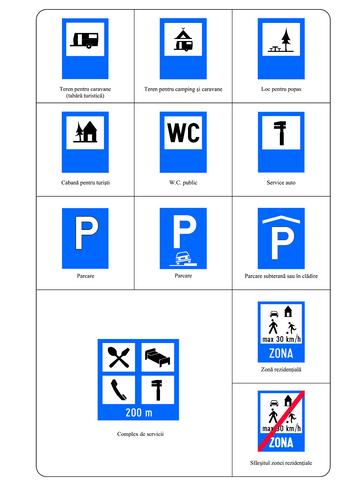 Teren pentru caravane
(tabără turistică)
Teren pentru camping și caravane
Loc pentru popas
WC
Cabană pentru turiști
W.C. public
Service auto
P
P
P
Parcare
Parcare
Parcare subterană sau în clădire
max 30 km/h
ZONA
Zonă rezidențială
200 m
Complex de servicii
max 30 km/h
ZONA
Sfârșitul zonei rezidențiale